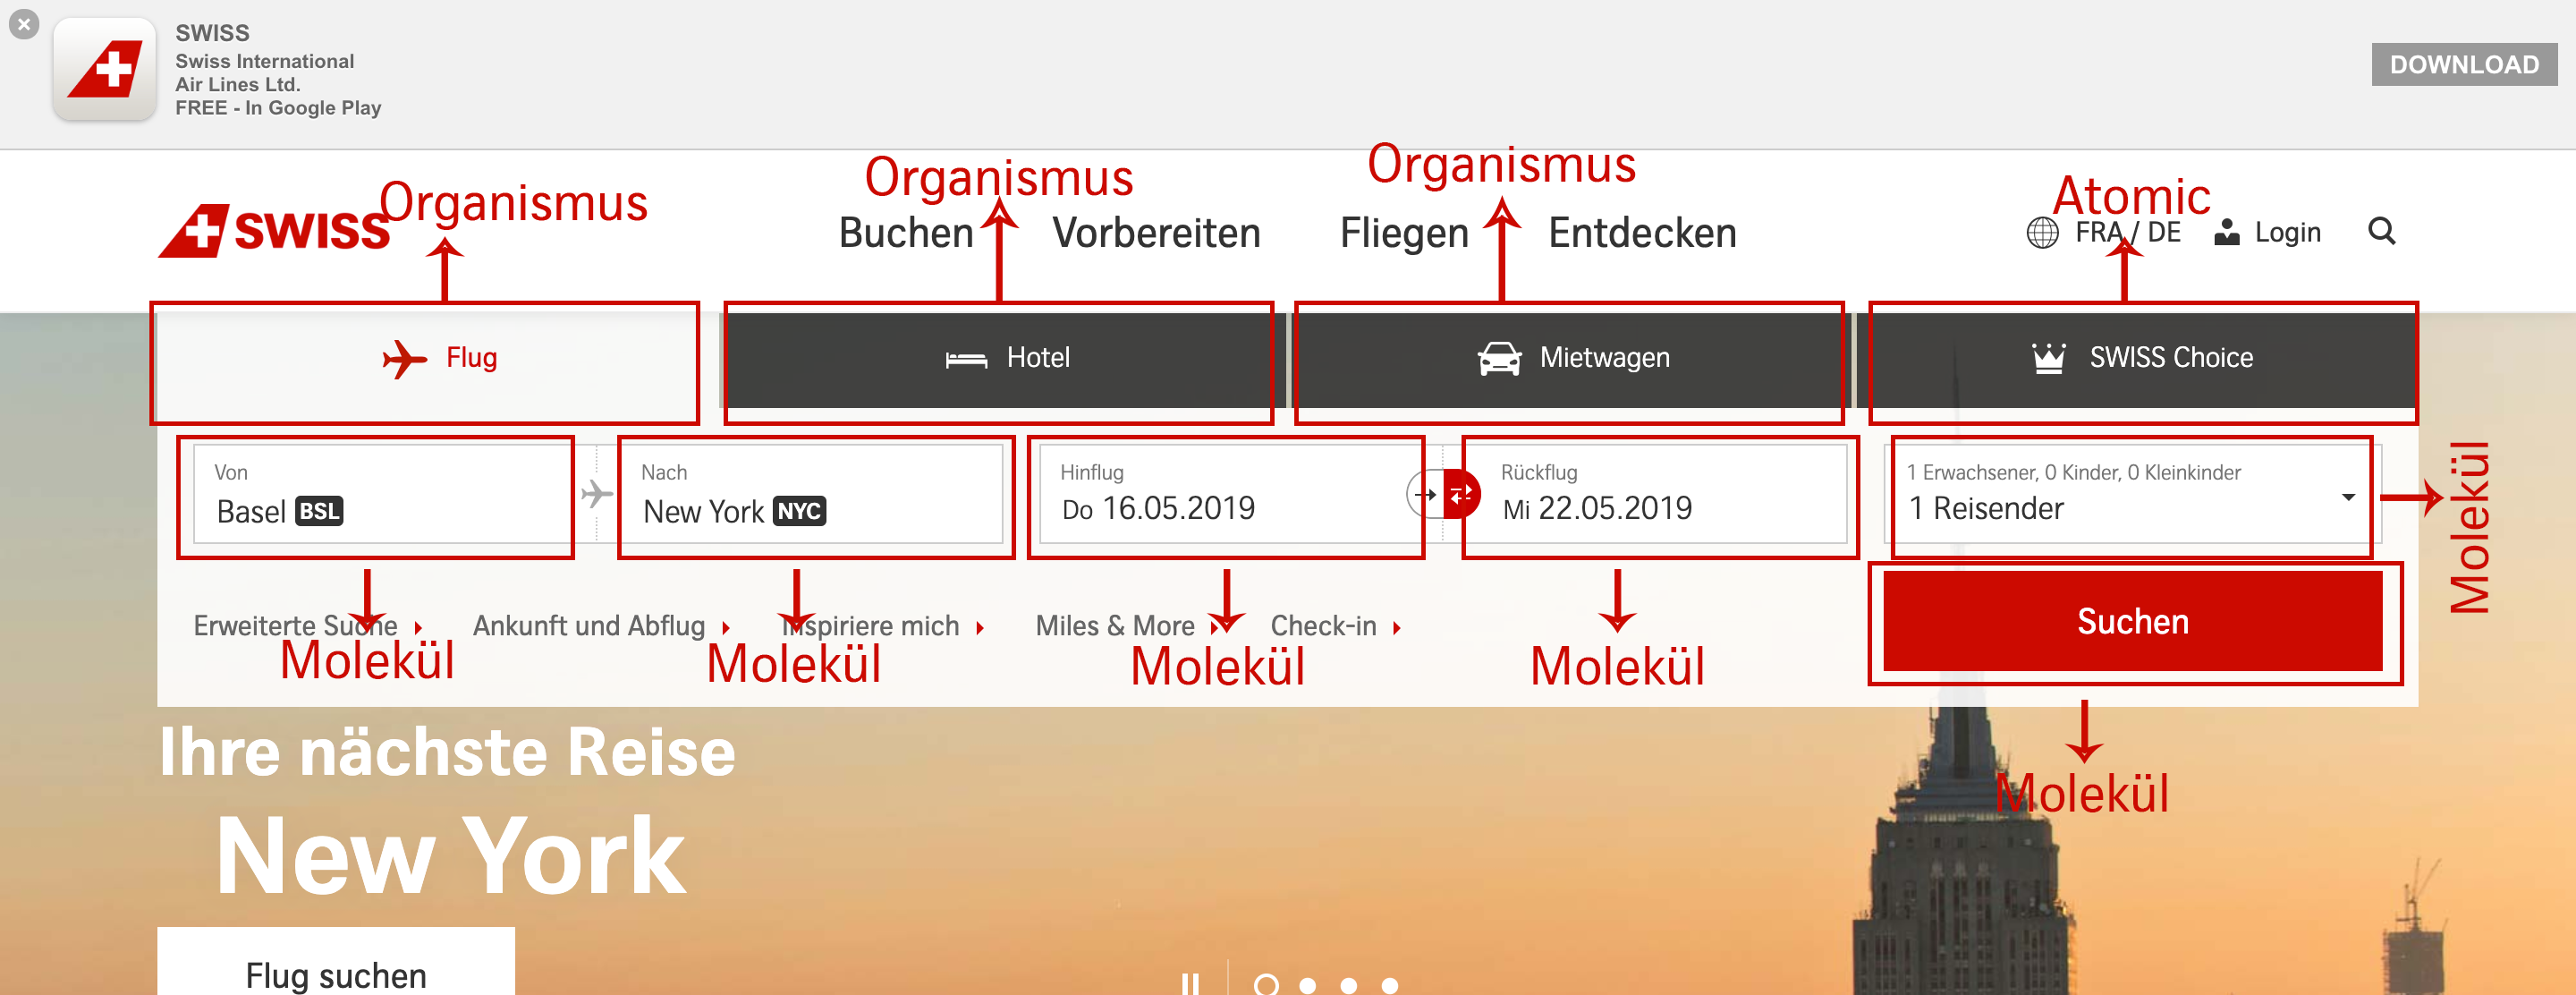 SWISS
Swiss International
Air Lines Ltd.
FREE - In Google Play
DOWNLOAD
Organismus
Organismus
Organismus
Atomic
SWISS
Buchen
Vorbereiten
Fliegen
Entdecken
FRA / DE
Login
Flug
Hotel
Mietwagen
SWISS Choice
Von
Basel BSL
Nach
New York NYC
Hinflug
Do 16.05.2019
Rückflug
Mi 22.05.2019
1 Erwachsener, 0 Kinder, 0 Kleinkinder
1 Reisender
Molekül
Erweiterte Suche
Ankunft und Abflug
Inspiriere mich
Miles & More
Check-in
Suchen
Molekül
Molekül
Molekül
Molekül
Molekül
Ihre nächste Reise
New York
Flug suchen